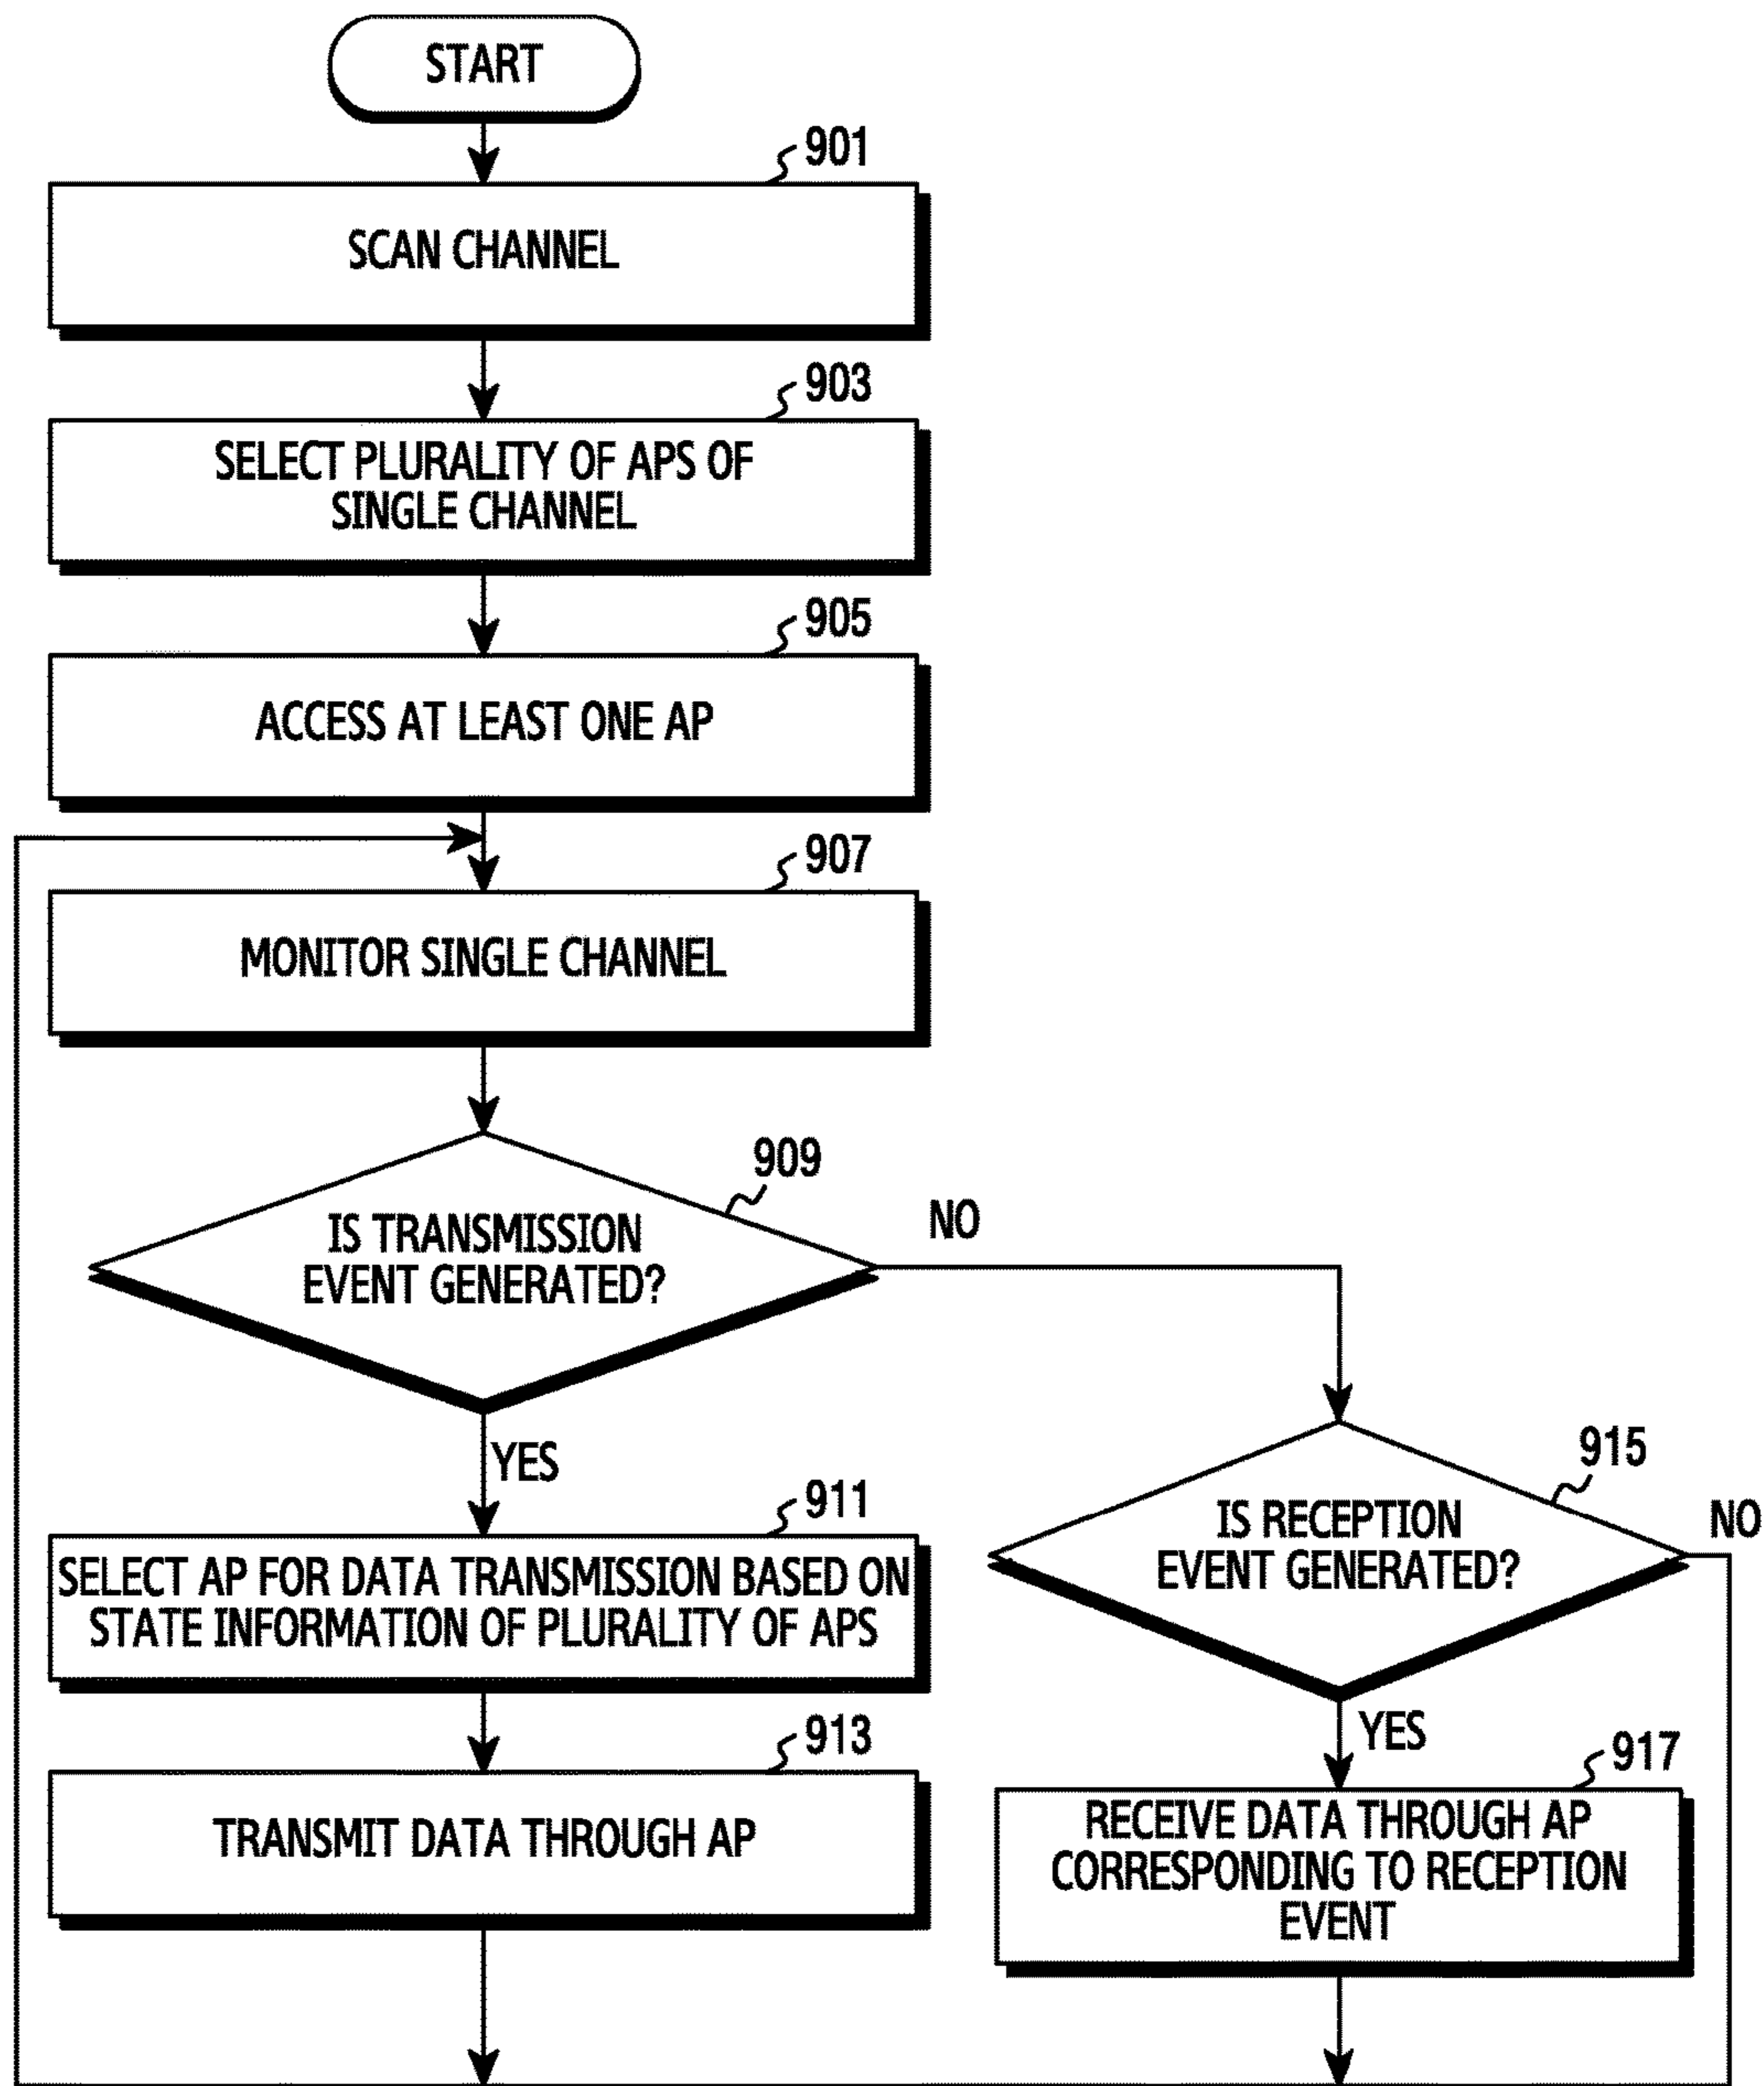 START
901
SCAN CHANNEL
903
SELECT PLURALITY OF APS OF
SINGLE CHANNEL
905
ACCESS AT LEAST ONE AP
907
MONITOR SINGLE CHANNEL
909
IS TRANSMISSION
EVENT GENERATED?
NO
YES
911
SELECT AP FOR DATA TRANSMISSION BASED ON
STATE INFORMATION OF PLURALITY OF APS
913
TRANSMIT DATA THROUGH AP
915
IS RECEPTION
EVENT GENERATED?
NO
YES
917
RECEIVE DATA THROUGH AP
CORRESPONDING TO RECEPTION
EVENT